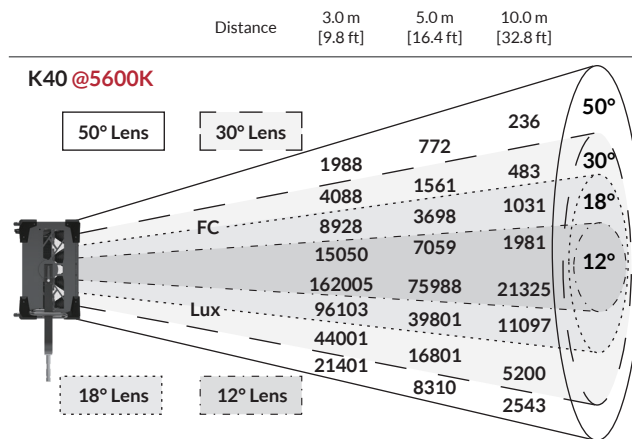 Distance 3.0 m 5.0 m 10.0 m
[9.8 ft] [16.4 ft] [32.8 ft]
K40 @5600K
50° Lens 30° Lens
50°
30°
18°
12°
FC
1988 772 236
4088 1561 483
8928 3698 1031
15050 7059 1981
Lux
162005 75988 21325
96103 39801 11097
44001 16801 5200
21401 8310 2543
18° Lens 12° Lens